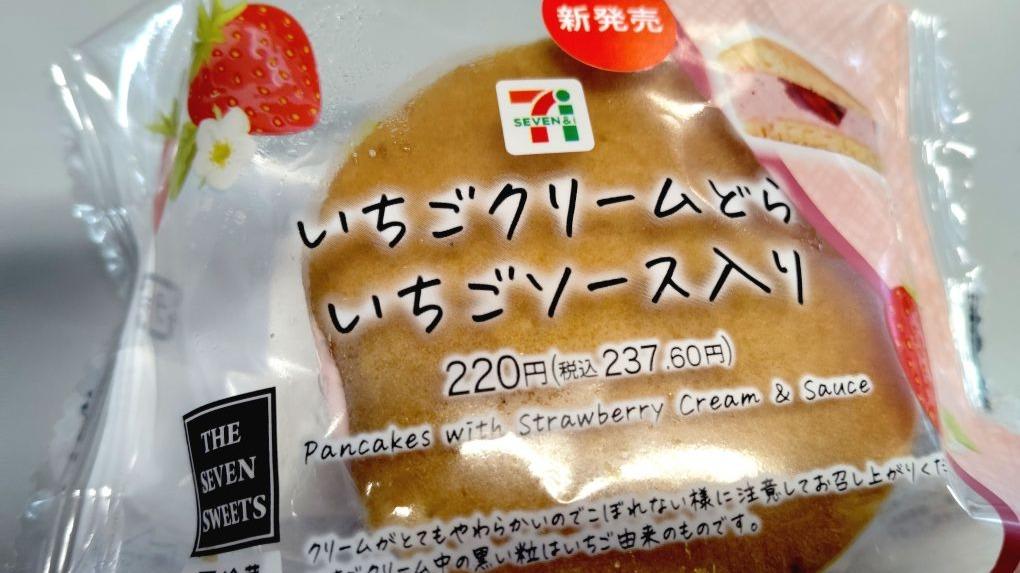 新発売
SEVEN&i
いちごクリームどら
いちごソース入り
220円(税込237.60円)
Pancakes with Strawberry Cream & Sauce
THE
SEVEN
SWEETS
クリームがとてもやわらかいのでこぼれない様に注意してお召し上がりくだ
ごクリーム中の黒い粒はいちご由来のものです。